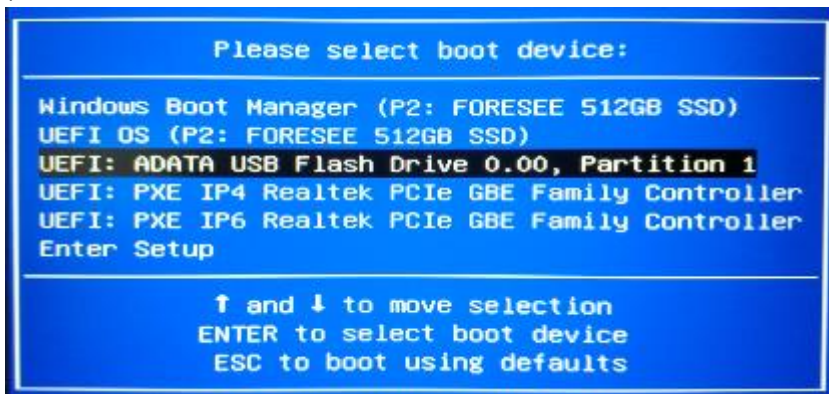 Please select boot device:
Windows Boot Manager (P2: FORESEE 512GB SSD)
UEFI OS (P2: FORESEE 512GB SSD)
UEFI: ADATA USB Flash Drive 0.00, Partition 1
UEFI: PXE IP4 Realtek PCIe GBE Family Controller
UEFI: PXE IP6 Realtek PCIe GBE Family Controller
Enter Setup
↑ and ↓ to move selection
ENTER to select boot device
ESC to boot using defaults